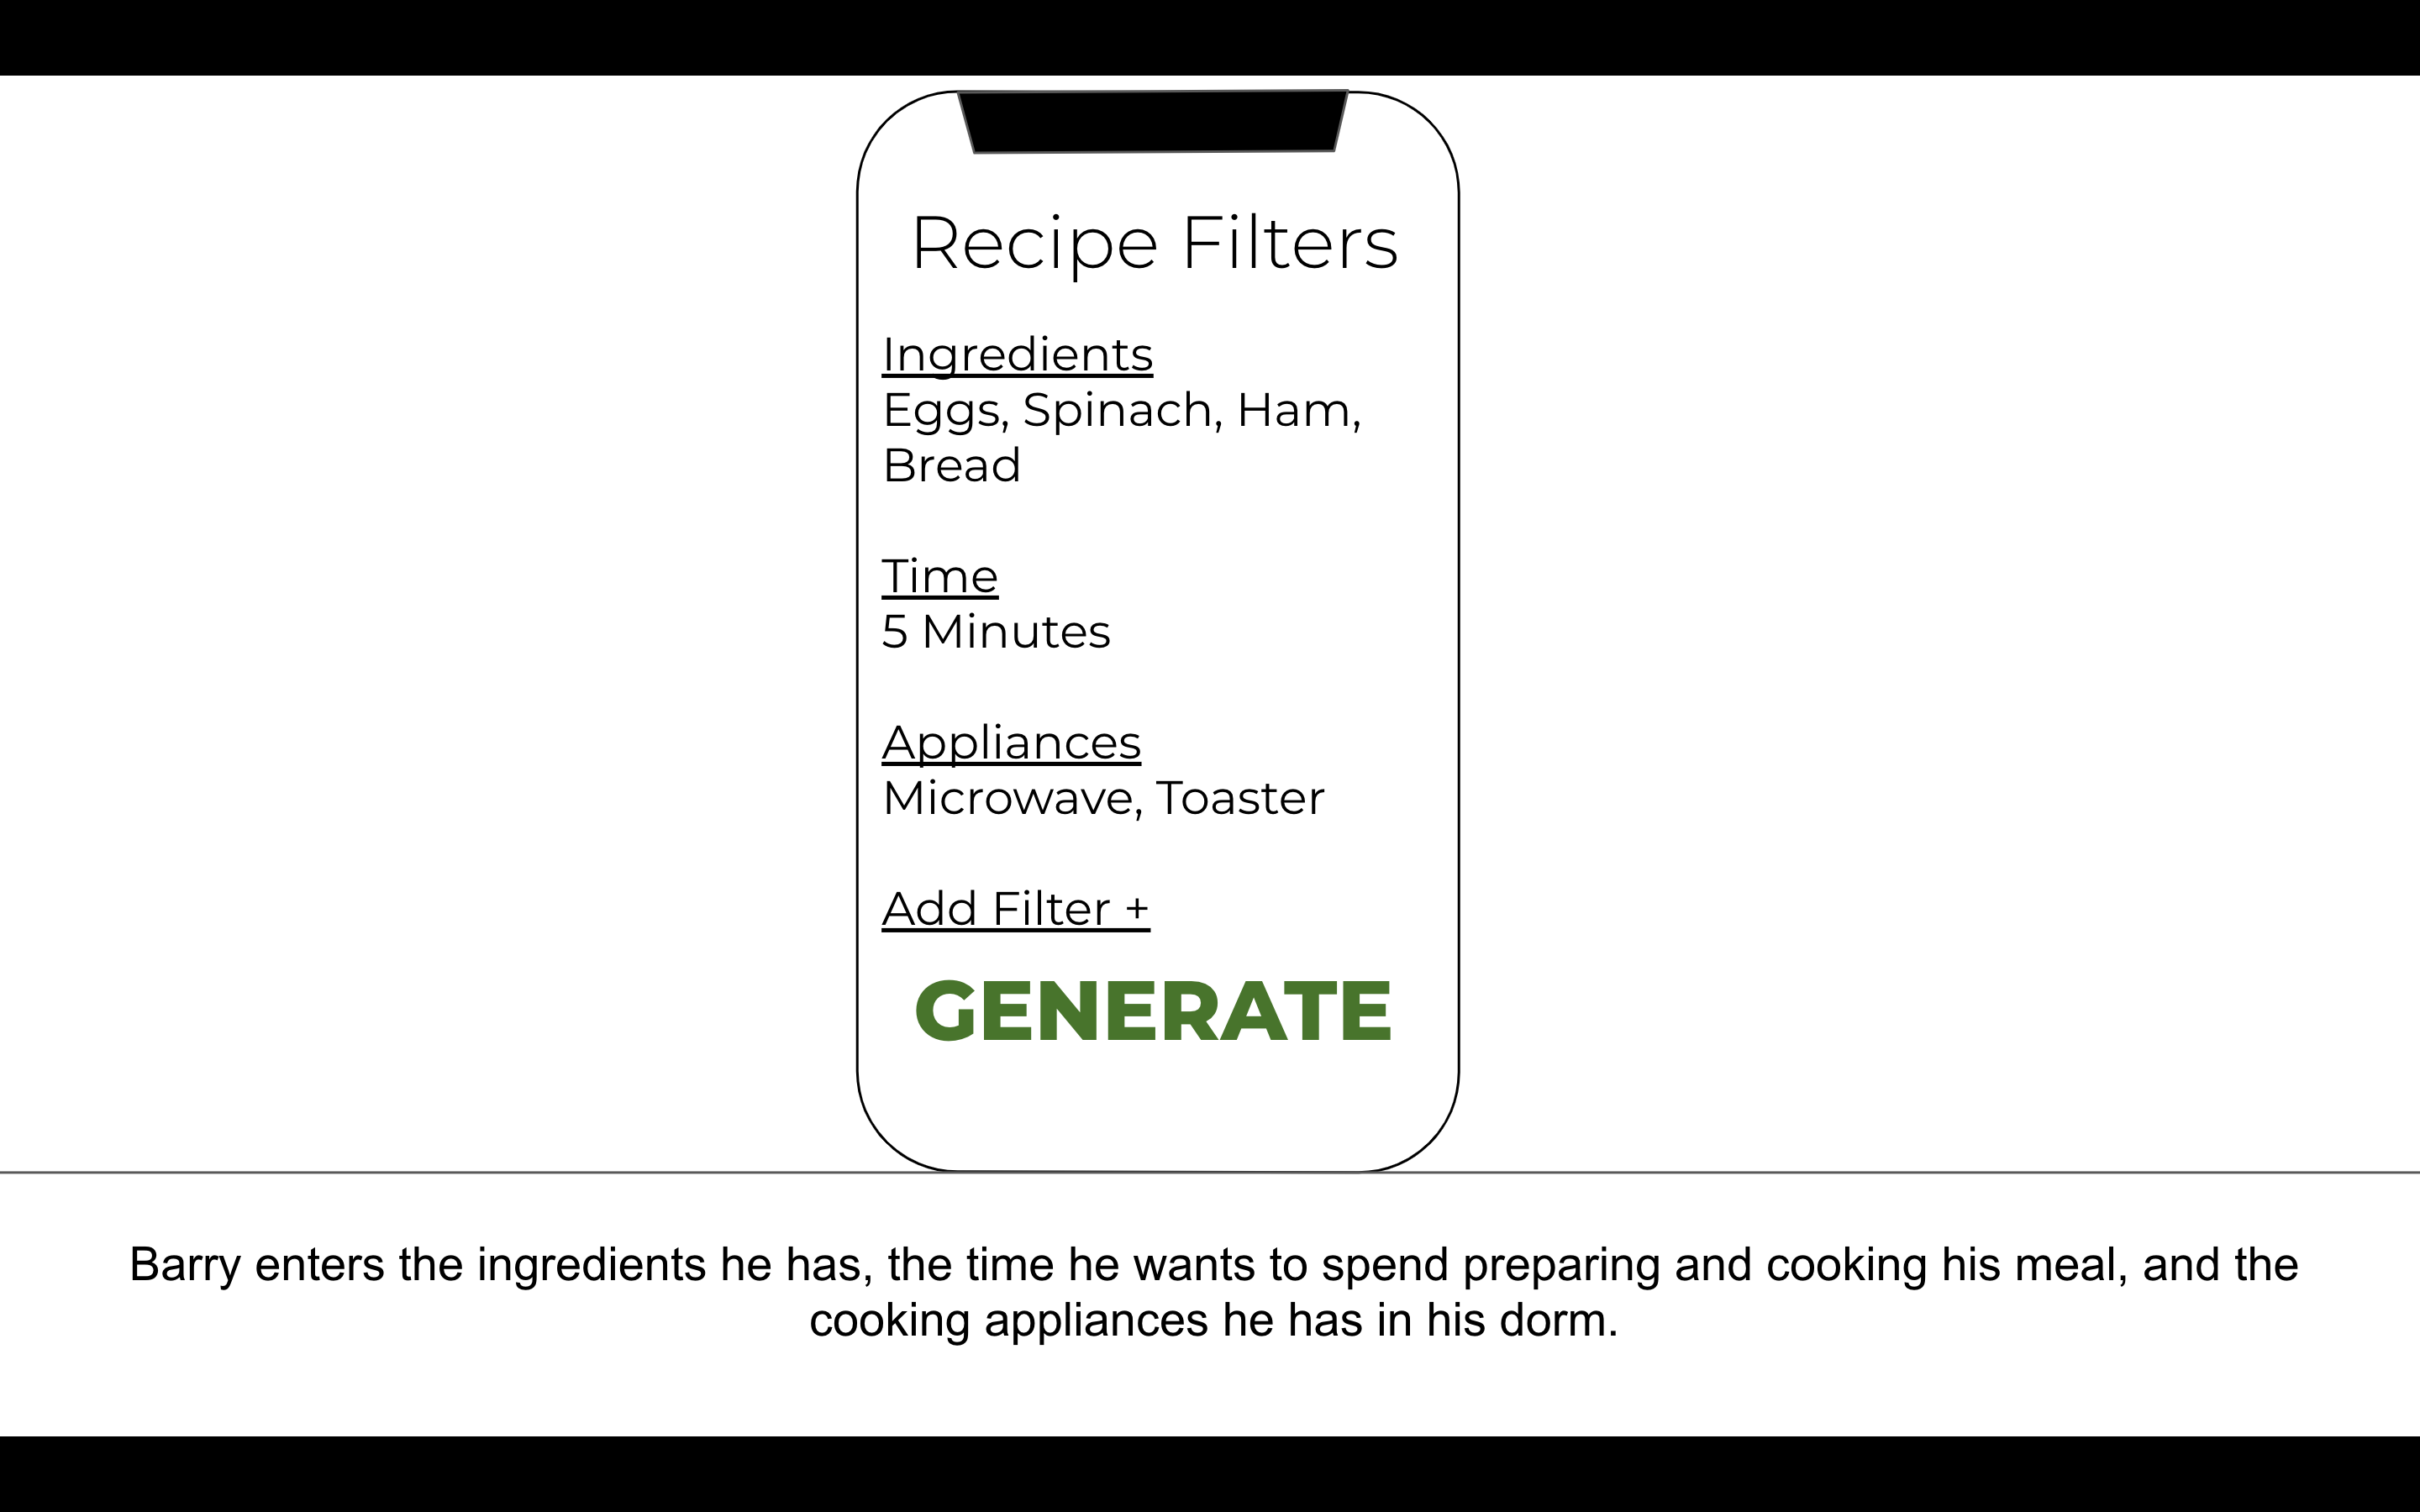 Recipe Filters
Ingredients
Eggs, Spinach, Ham,
Bread
Time
5 Minutes
Appliances
Microwave, Toaster
Add Filter +
GENERATE
Barry enters the ingredients he has, the time he wants to spend preparing and cooking his meal, and the
cooking appliances he has in his dorm.